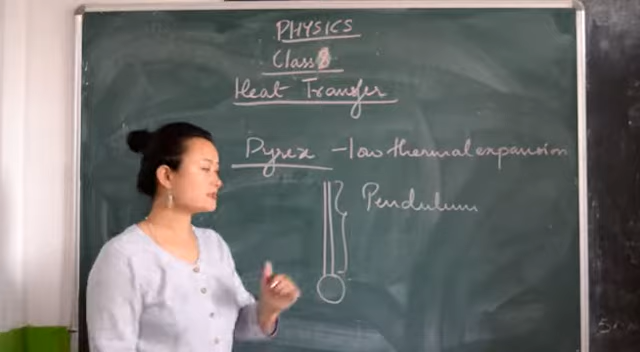 PHYSICS
Class 8
Heat Transfer
Pyrex - low thermal expansion
Pendulum